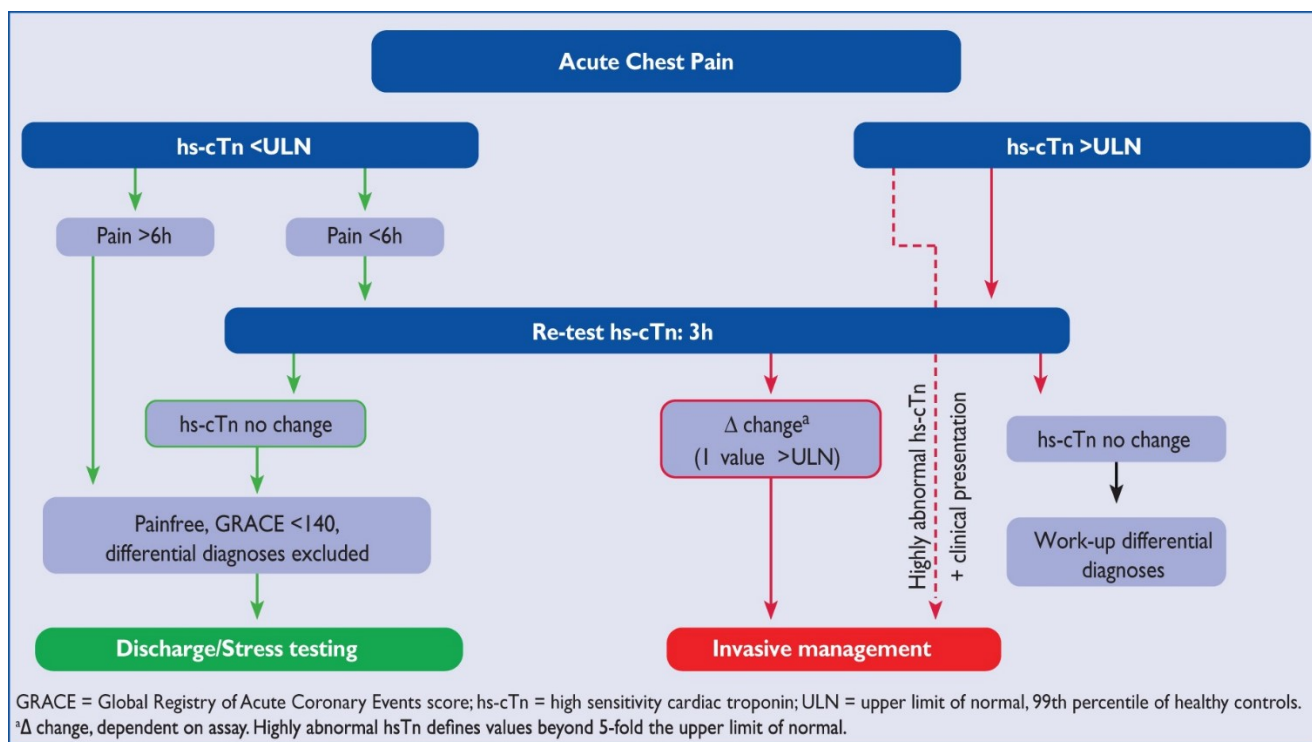 Acute Chest Pain
hs-cTn <ULN
hs-cTn >ULN
Pain >6h
Pain <6h
Re-test hs-cTn: 3h
hs-cTn no change
Δ changeᵃ
(1 value >ULN)
Highly abnormal hs-cTn
+ clinical presentation
hs-cTn no change
Painfree, GRACE <140,
differential diagnoses excluded
Work-up differential
diagnoses
Discharge/Stress testing
Invasive management
GRACE = Global Registry of Acute Coronary Events score; hs-cTn = high sensitivity cardiac troponin; ULN = upper limit of normal, 99th percentile of healthy controls.
ᵃΔ change, dependent on assay. Highly abnormal hsTn defines values beyond 5-fold the upper limit of normal.